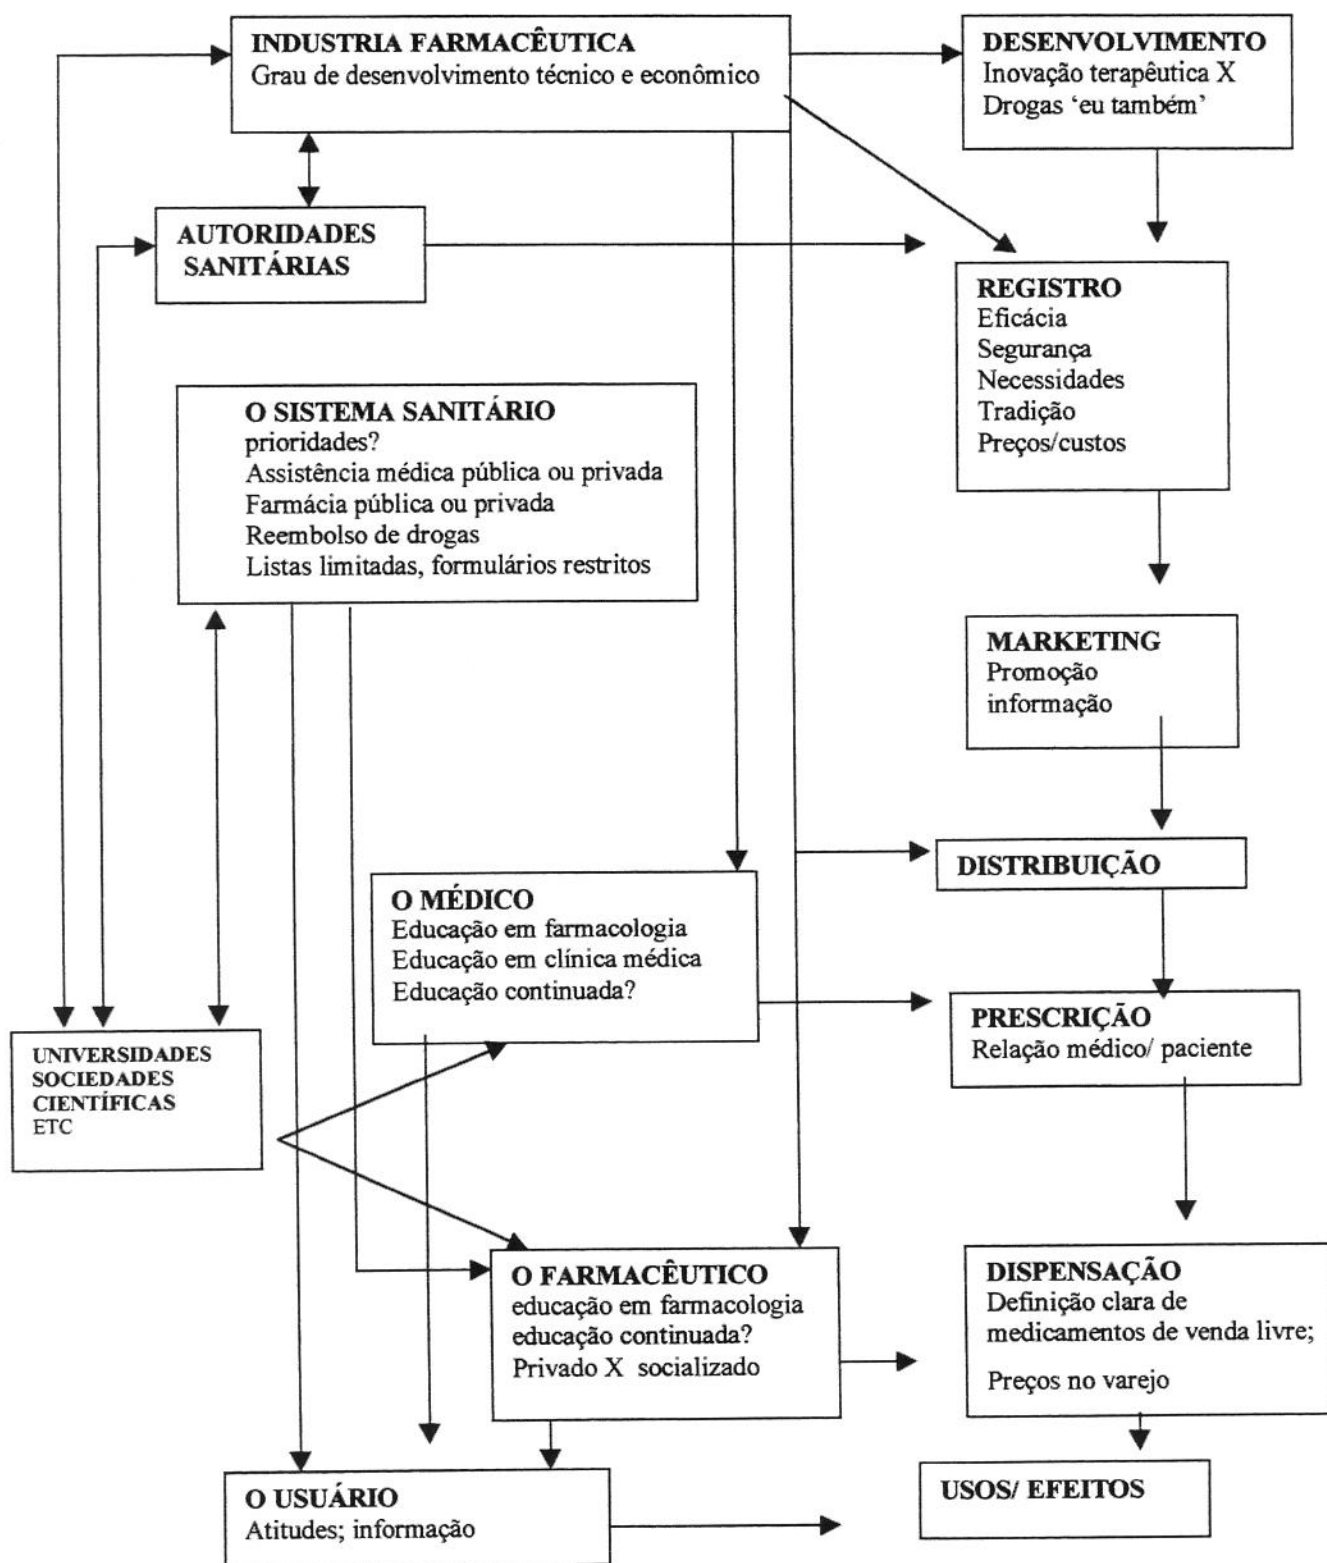 INDUSTRIA FARMACÊUTICA
Grau de desenvolvimento técnico e econômico
DESENVOLVIMENTO
Inovação terapêutica X
Drogas ‘eu também’
AUTORIDADES
SANITÁRIAS
REGISTRO
Eficácia
Segurança
Necessidades
Tradição
Preços/custos
O SISTEMA SANITÁRIO
prioridades?
Assistência médica pública ou privada
Farmácia pública ou privada
Reembolso de drogas
Listas limitadas, formulários restritos
MARKETING
Promoção
informação
DISTRIBUIÇÃO
O MÉDICO
Educação em farmacologia
Educação em clínica médica
Educação continuada?
PRESCRIÇÃO
Relação médico/ paciente
UNIVERSIDADES
SOCIEDADES
CIENTÍFICAS
ETC
O FARMACÊUTICO
educação em farmacologia
educação continuada?
Privado X socializado
DISPENSAÇÃO
Definição clara de
medicamentos de venda livre;
Preços no varejo
O USUÁRIO
Atitudes; informação
USOS/ EFEITOS